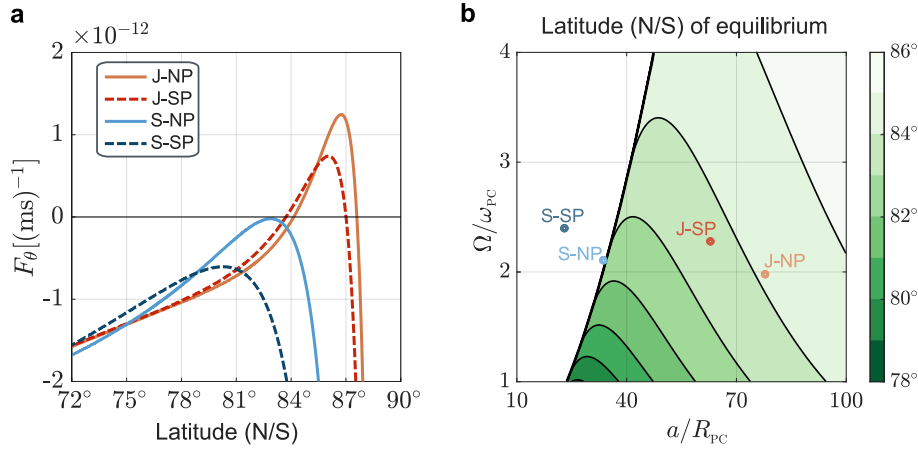 a
×10⁻¹²
2
1
0
-1
-2
F_θ[(ms)⁻¹]
J-NP
J-SP
S-NP
S-SP
72° 75° 78° 81° 84° 87° 90°
Latitude (N/S)
b
Latitude (N/S) of equilibrium
4
3
2
1
Ω/ω_PC
S-SP
S-NP
J-SP
J-NP
10 40 70 100
a/R_PC
86°
84°
82°
80°
78°